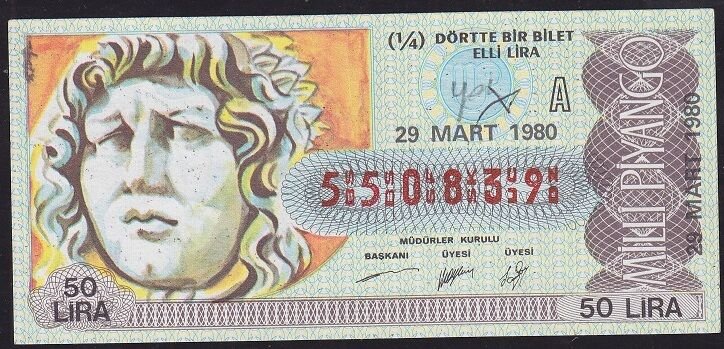 (¼) DÖRTTE BİR BİLET
ELLİ LİRA
yok
A
29 MART 1980
550839
MÜDÜRLER KURULU
BAŞKANI ÜYESİ ÜYESİ
50
LİRA
50 LİRA
MİLLİ PİYANGO
29 MART 1980